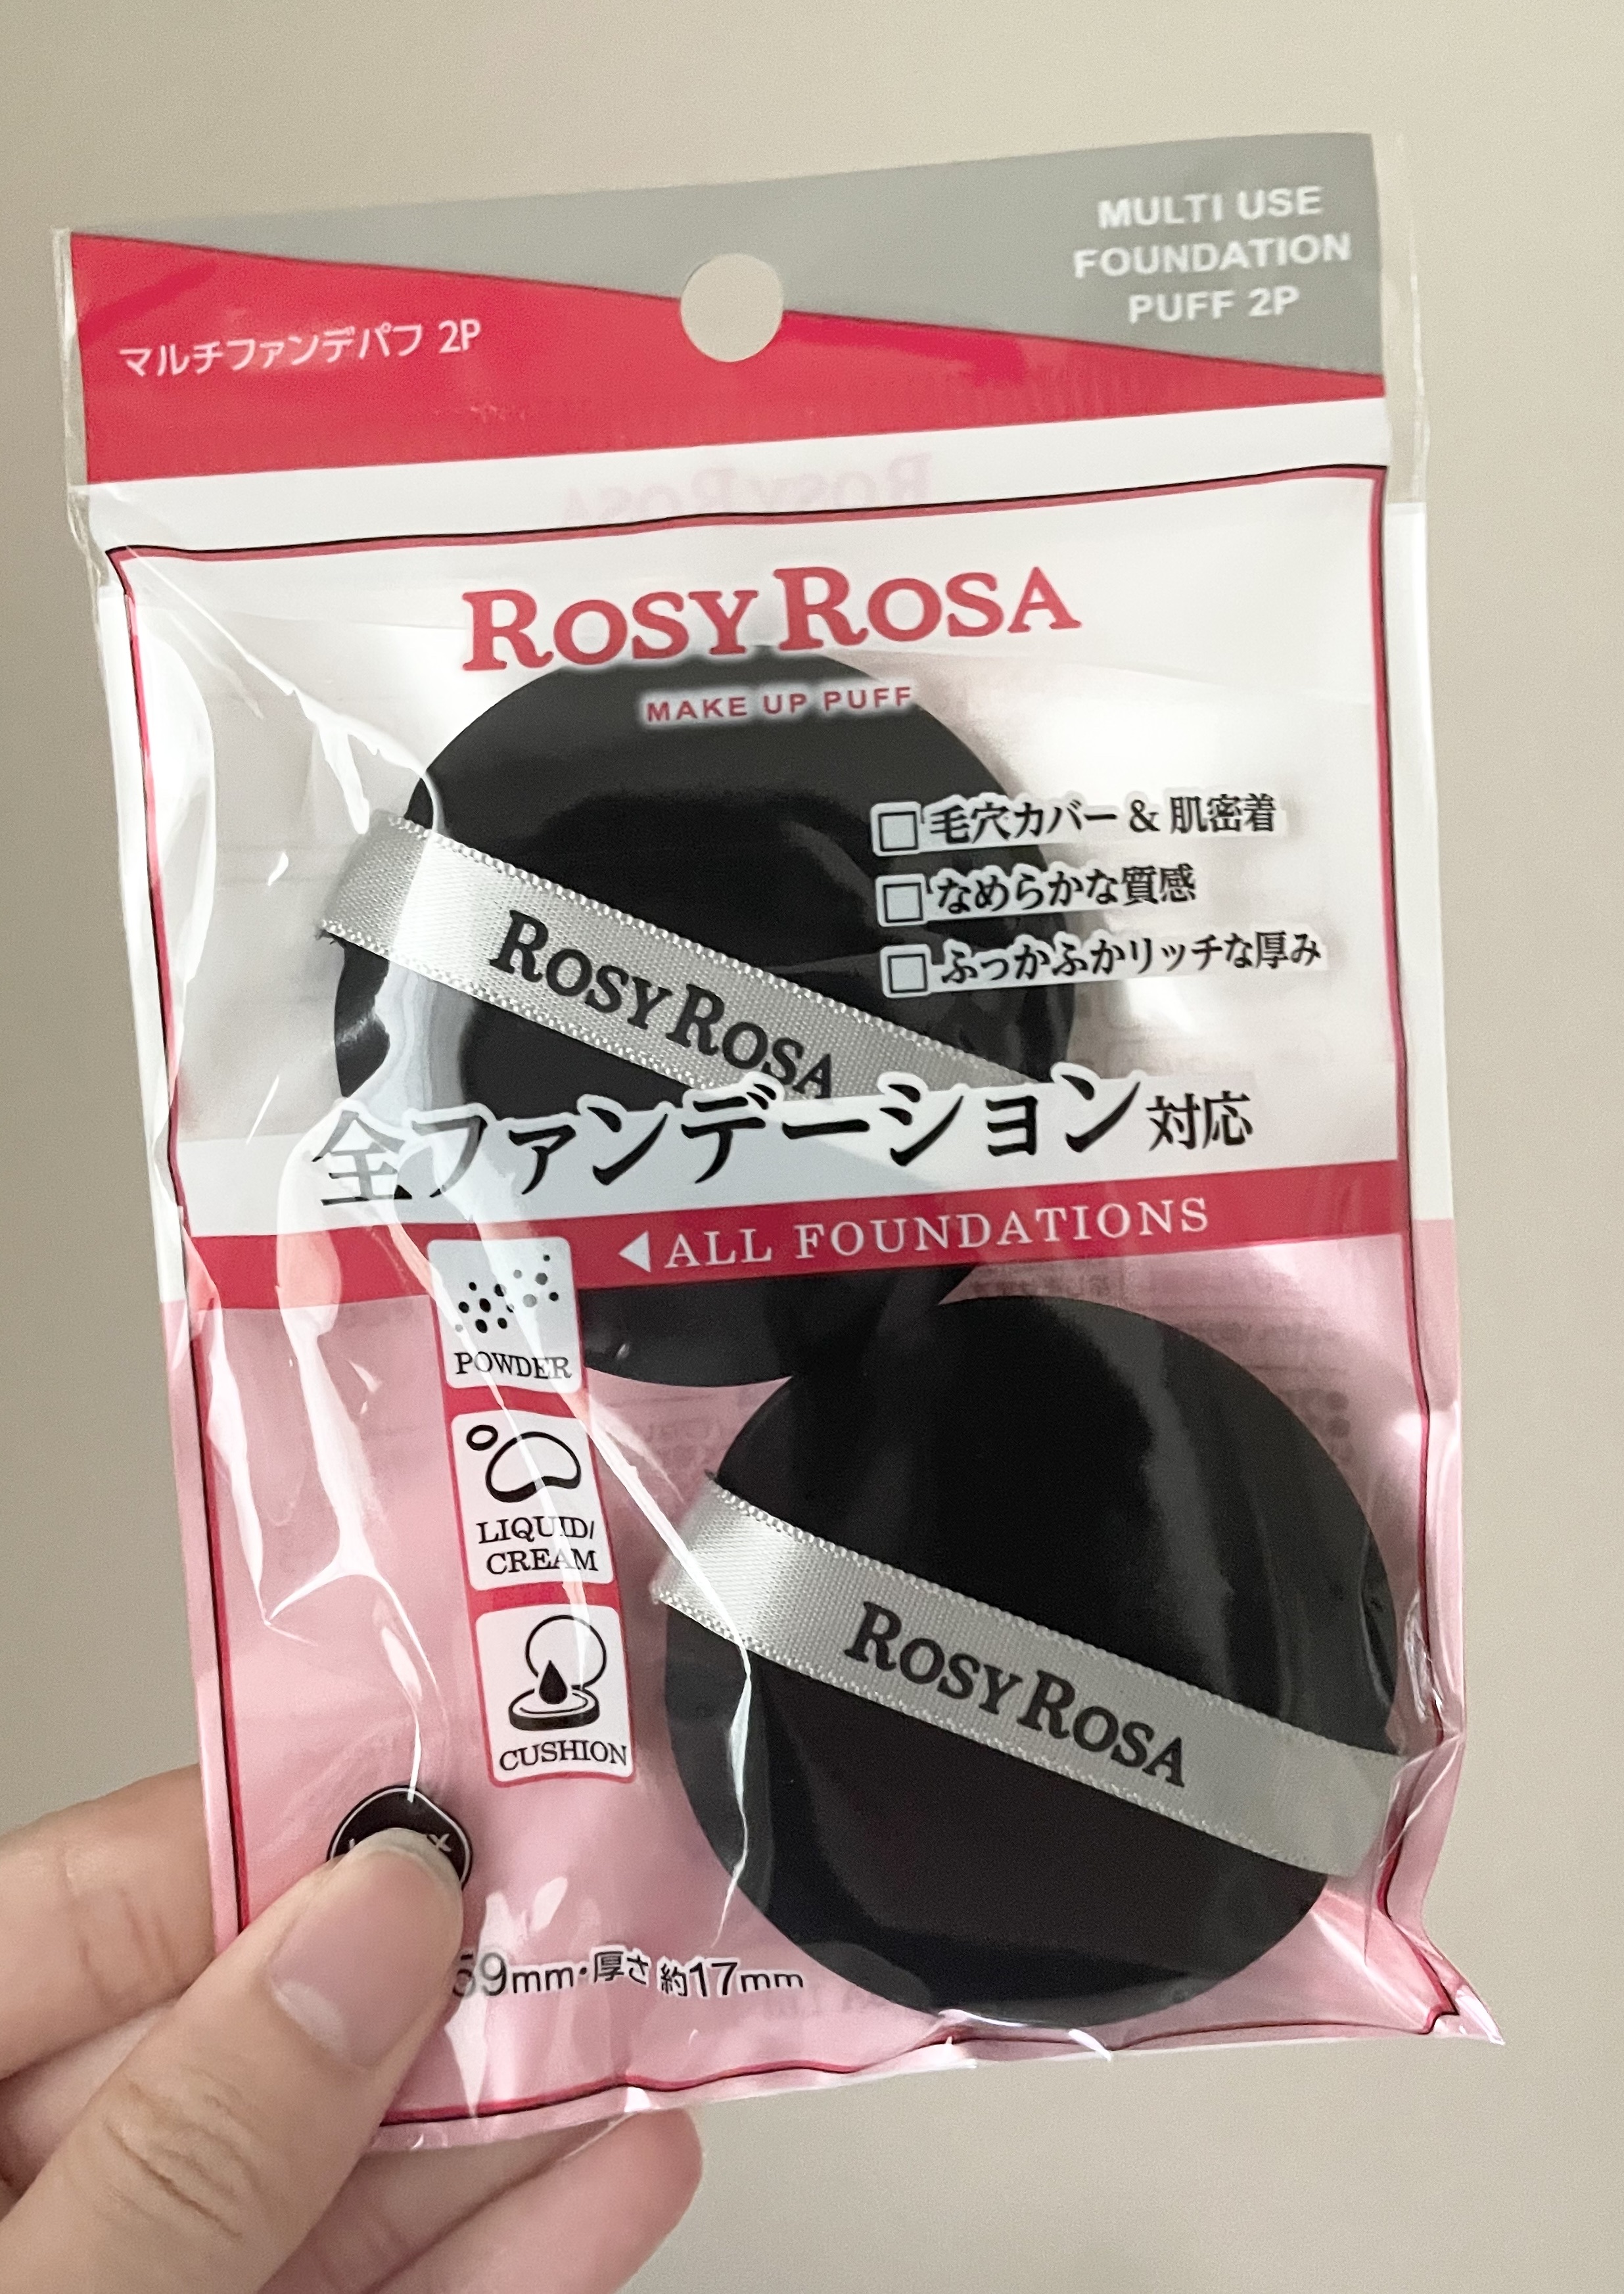 MULTI USE
FOUNDATION
PUFF 2P
マルチファンデパフ 2P
ROSY ROSA
MAKE UP PUFF
毛穴カバー & 肌密着
なめらかな質感
ふっかふかリッチな厚み
ROSY ROSA
全ファンデーション対応
ALL FOUNDATIONS
POWDER
LIQUID/
CREAM
CUSHION
ROSY ROSA
59mm・厚さ 約17mm